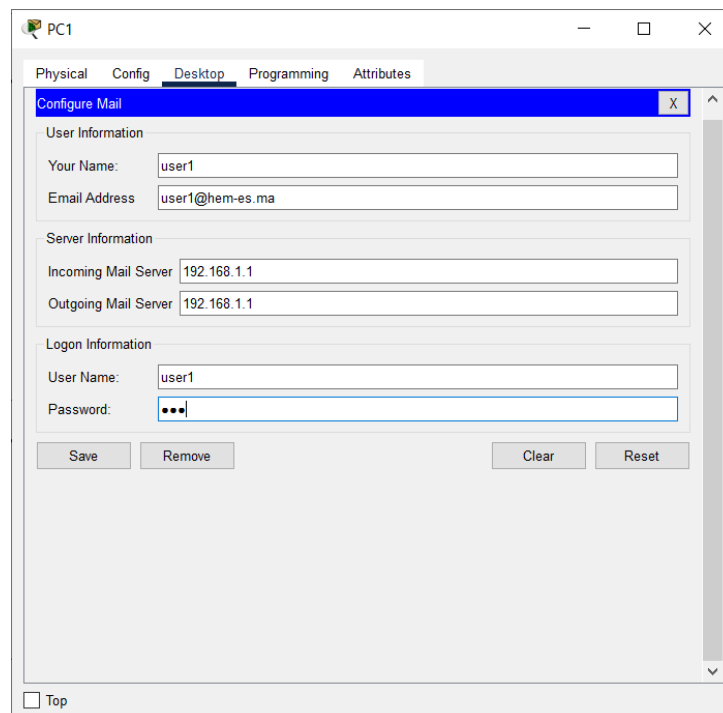 PC1
Physical Config Desktop Programming Attributes
Configure Mail X
User Information
Your Name: user1
Email Address user1@hem-es.ma
Server Information
Incoming Mail Server 192.168.1.1
Outgoing Mail Server 192.168.1.1
Logon Information
User Name: user1
Password: •••
Save Remove Clear Reset
Top